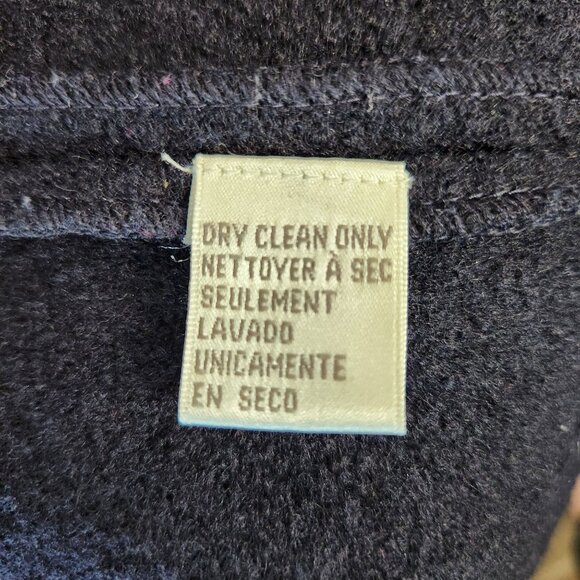 DRY CLEAN ONLY
NETTOYER À SEC
SEULEMENT
LAVADO
UNICAMENTE
EN SECO